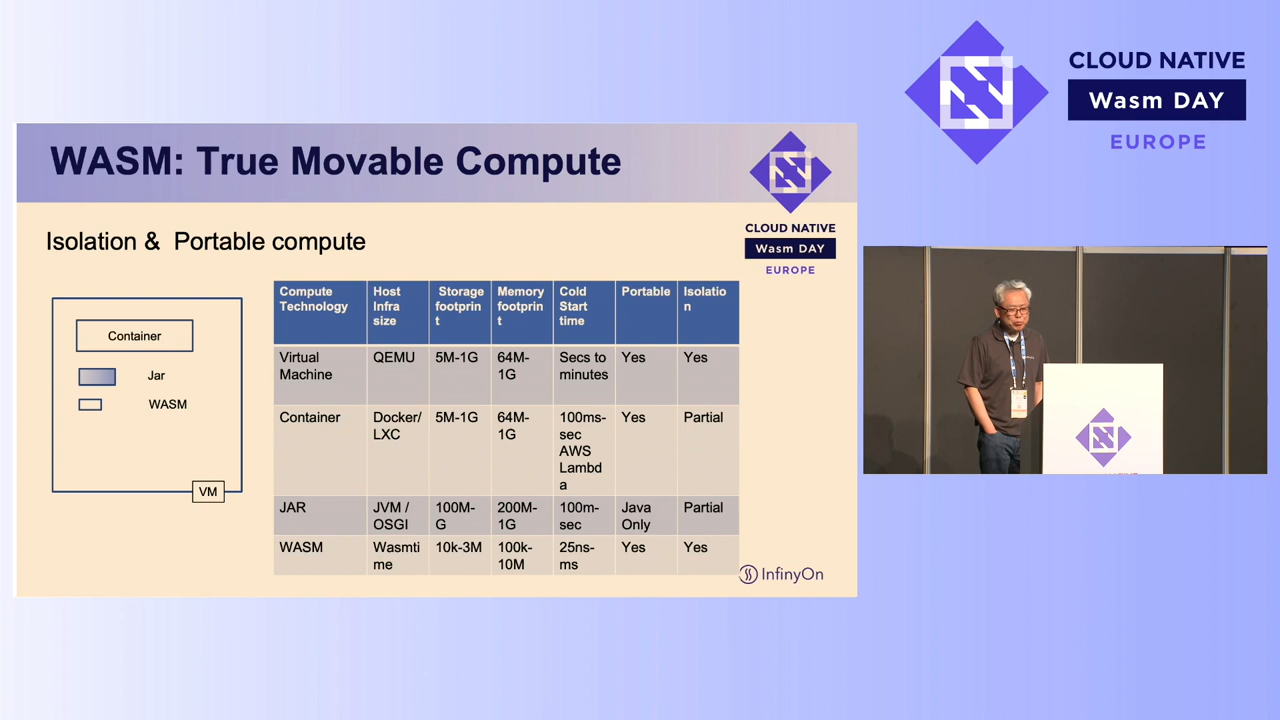 CLOUD NATIVE
Wasm DAY
EUROPE
WASM: True Movable Compute
CLOUD NATIVE
Wasm DAY
EUROPE
Isolation & Portable compute
Container
Jar
WASM
VM
Compute
Technology
Host
Infra
size
Storage
footprin
t
Memory
footprin
t
Cold
Start
time
Portable
Isolatio
n
Virtual
Machine
QEMU
5M-1G
64M-
1G
Secs to
minutes
Yes
Yes
Container
Docker/
LXC
5M-1G
64M-
1G
100ms-
sec
AWS
Lambd
a
Yes
Partial
JAR
JVM /
OSGI
100M-
G
200M-
1G
100m-
sec
Java
Only
Partial
WASM
Wasmti
me
10k-3M
100k-
10M
25ns-
ms
Yes
Yes
InfinyOn